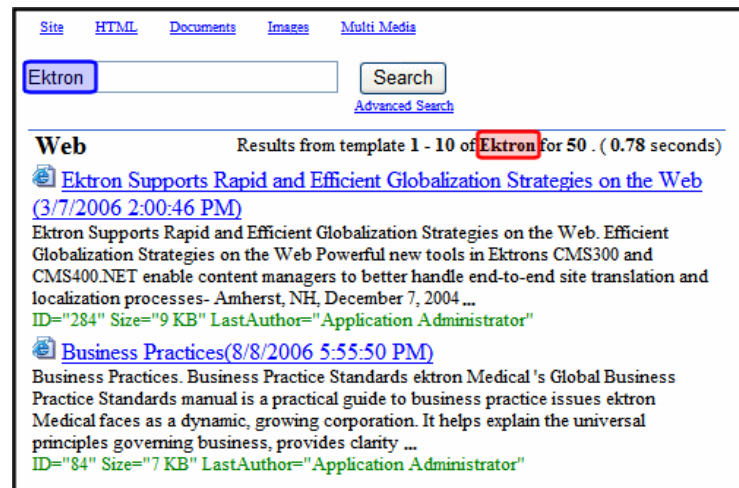 Site HTML Documents Images Multi Media
Ektron Search
Advanced Search
Web Results from template 1 - 10 of Ektron for 50 . ( 0.78 seconds)
Ektron Supports Rapid and Efficient Globalization Strategies on the Web
(3/7/2006 2:00:46 PM)
Ektron Supports Rapid and Efficient Globalization Strategies on the Web. Efficient
Globalization Strategies on the Web Powerful new tools in Ektrons CMS300 and
CMS400.NET enable content managers to better handle end-to-end site translation and
localization processes- Amherst, NH, December 7, 2004 ...
ID="284" Size="9 KB" LastAuthor="Application Administrator"
Business Practices(8/8/2006 5:55:50 PM)
Business Practices. Business Practice Standards ektron Medical 's Global Business
Practice Standards manual is a practical guide to business practice issues ektron
Medical faces as a dynamic, growing corporation. It helps explain the universal
principles governing business, provides clarity ...
ID="84" Size="7 KB" LastAuthor="Application Administrator"